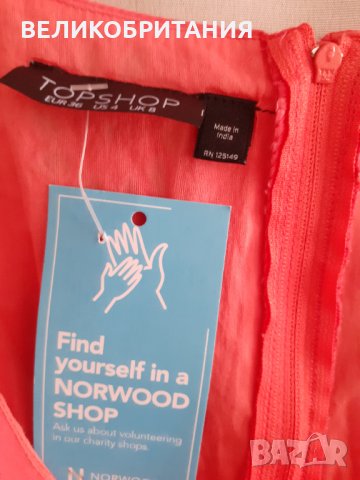 ВЕЛИКОБРИТАНИЯ
TOPSHOP
EUR 36 US 4 UK 8
Made in
India
RN 125149
Find
yourself in a
NORWOOD
SHOP
Ask us about volunteering
in our charity shops.
BAZAR